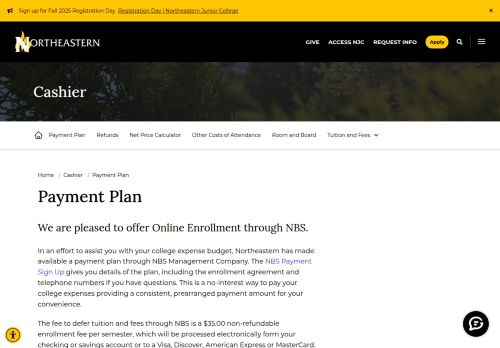 Sign up for Fall 2025 Registration Day Registration Day | Northeastern Junior College ×
NORTHEASTERN
GIVE ACCESS NJC REQUEST INFO Apply
Cashier
Payment Plan Refunds Net Price Calculator Other Costs of Attendance Room and Board Tuition and Fees
Home / Cashier / Payment Plan
Payment Plan
We are pleased to offer Online Enrollment through NBS.
In an effort to assist you with your college expense budget, Northeastern has made
available a payment plan through NBS Management Company. The NBS Payment
Sign Up gives you details of the plan, including the enrollment agreement and
telephone numbers if you have questions. This is a no-interest way to pay your
college expenses providing a consistent, prearranged payment amount for your
convenience.
The fee to defer tuition and fees through NBS is a $35.00 non-refundable
enrollment fee per semester, which will be processed electronically form your
checking or savings account or to a Visa, Discover, American Express or MasterCard.